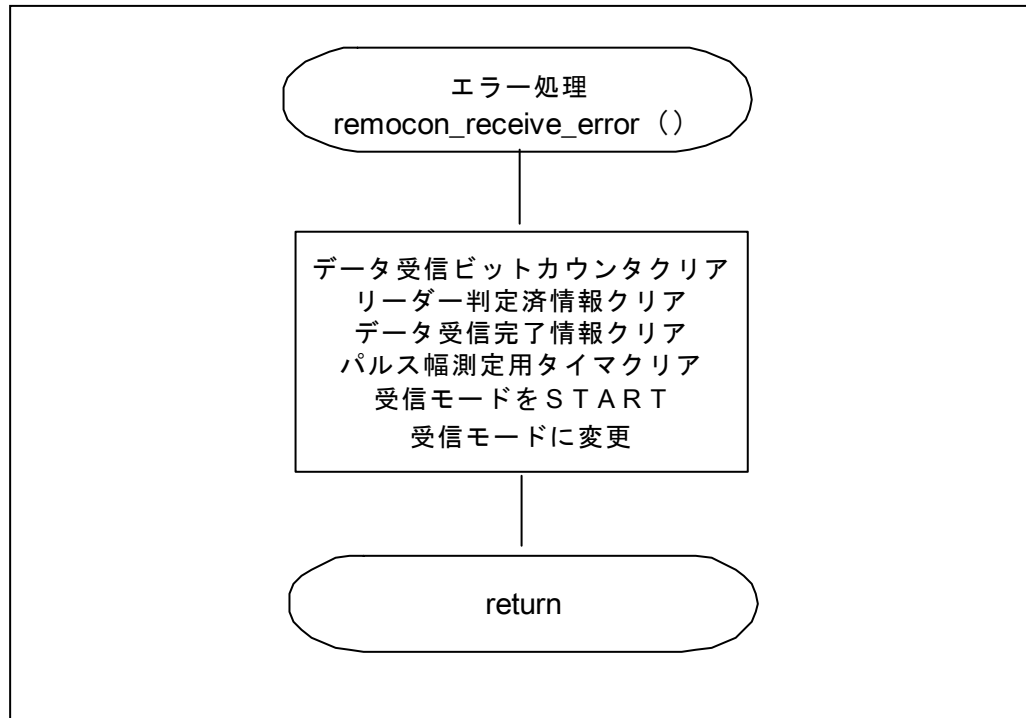 エラー処理
remocon_receive_error（）
データ受信ビットカウンタクリア
リーダー判定済情報クリア
データ受信完了情報クリア
パルス幅測定用タイマクリア
受信モードをＳＴＡＲＴ
受信モードに変更
return